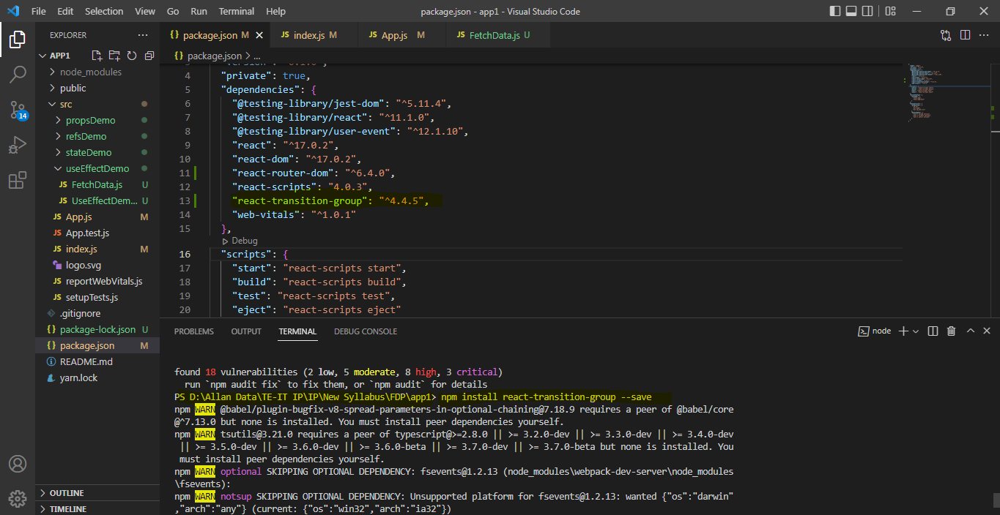 File Edit Selection View Go Run Terminal Help package.json - app1 - Visual Studio Code
EXPLORER
APP1
node_modules
public
src
propsDemo
refsDemo
stateDemo
useEffectDemo
FetchData.js U
UseEffectDem... U
App.js M
App.test.js
index.js M
logo.svg
reportWebVitals.js
setupTests.js
.gitignore
package-lock.json U
package.json M
README.md
yarn.lock
OUTLINE
TIMELINE
14
package.json M index.js M App.js M FetchData.js U
package.json > ...
4 "private": true,
5 "dependencies": {
6 "@testing-library/jest-dom": "^5.11.4",
7 "@testing-library/react": "^11.1.0",
8 "@testing-library/user-event": "^12.1.10",
9 "react": "^17.0.2",
10 "react-dom": "^17.0.2",
11 "react-router-dom": "^6.4.0",
12 "react-scripts": "4.0.3",
13 "react-transition-group": "^4.4.5",
14 "web-vitals": "^1.0.1"
15 },
Debug
16 "scripts": {
17 "start": "react-scripts start",
18 "build": "react-scripts build",
19 "test": "react-scripts test",
20 "eject": "react-scripts eject"
PROBLEMS OUTPUT TERMINAL DEBUG CONSOLE node
found 18 vulnerabilities (2 low, 5 moderate, 8 high, 3 critical)
run `npm audit fix` to fix them, or `npm audit` for details
PS D:\Allan Data\TE-IT IP\IP\New Syllabus\FDP\app1> npm install react-transition-group --save
npm WARN @babel/plugin-bugfix-v8-spread-parameters-in-optional-chaining@7.18.9 requires a peer of @babel/core
@^7.13.0 but none is installed. You must install peer dependencies yourself.
npm WARN tsutils@3.21.0 requires a peer of typescript@>=2.8.0 || >= 3.2.0-dev || >= 3.3.0-dev || >= 3.4.0-dev
|| >= 3.5.0-dev || >= 3.6.0-dev || >= 3.6.0-beta || >= 3.7.0-dev || >= 3.7.0-beta but none is installed. You
must install peer dependencies yourself.
npm WARN optional SKIPPING OPTIONAL DEPENDENCY: fsevents@1.2.13 (node_modules\webpack-dev-server\node_modules
\fsevents):
npm WARN notsup SKIPPING OPTIONAL DEPENDENCY: Unsupported platform for fsevents@1.2.13: wanted {"os":"darwin"
,"arch":"any"} (current: {"os":"win32","arch":"ia32"})